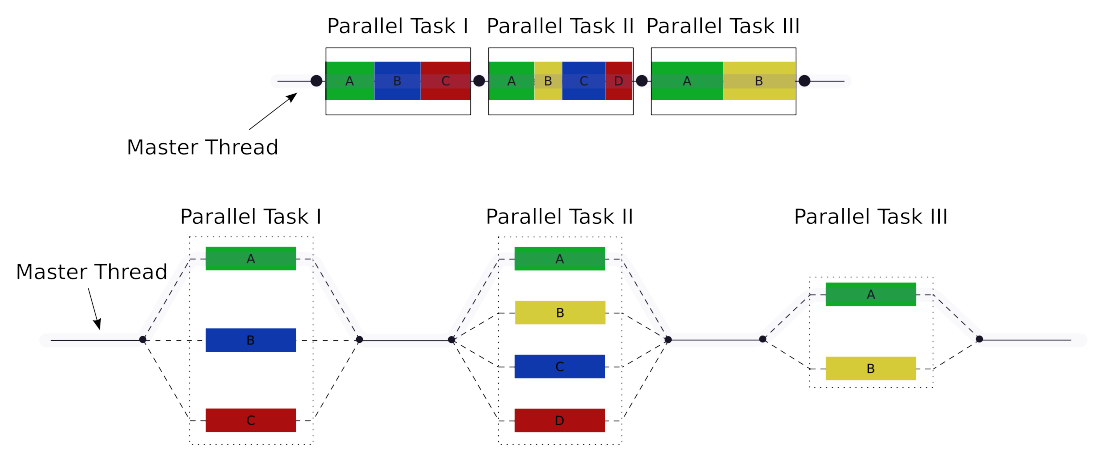 Parallel Task I Parallel Task II Parallel Task III
A B C A B C D A B
Master Thread
Parallel Task I Parallel Task II Parallel Task III
A A
Master Thread
A
B
B
C
B
C D